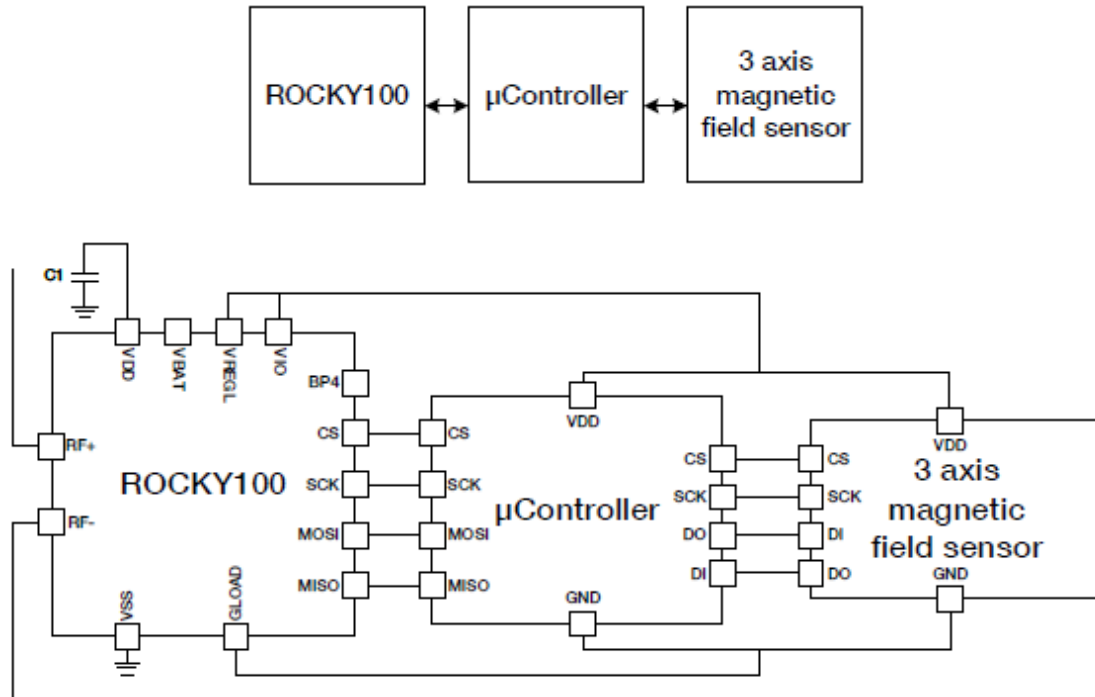 ROCKY100
µController
3 axis
magnetic
field sensor
C1
VDD
VBAT
VREGL
VIO
BP4
RF+
CS
CS
VDD
VDD
CS
CS
ROCKY100
SCK
SCK
µController
SCK
SCK
3 axis
magnetic
field sensor
RF-
MOSI
MOSI
DO
DI
MISO
MISO
DI
DO
VSS
GLOAD
GND
GND